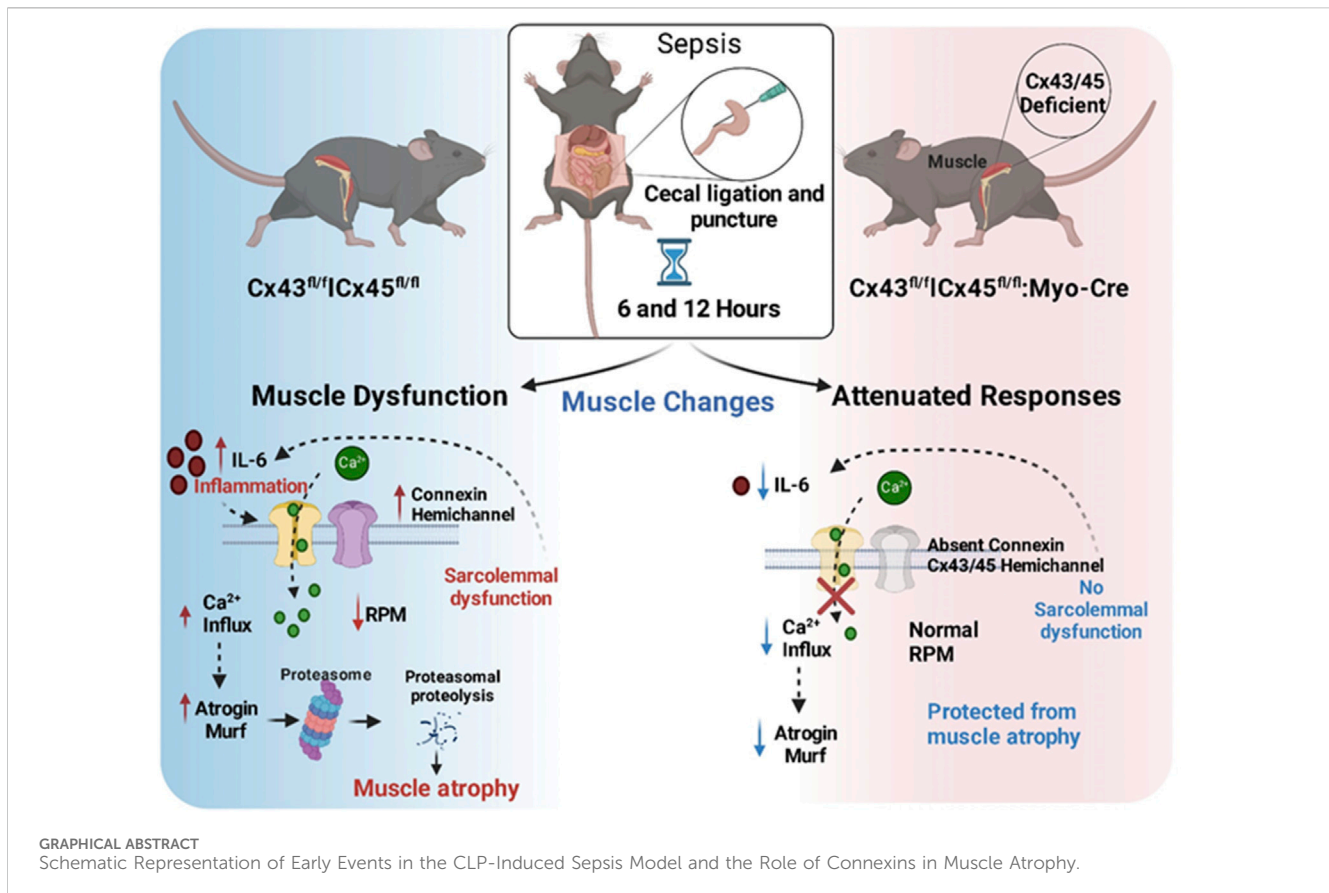 Sepsis
Cecal ligation and
puncture
6 and 12 Hours
Cx43fl/flCx45fl/fl
Cx43/45
Deficient
Muscle
Cx43fl/flCx45fl/fl:Myo-Cre
Muscle Dysfunction
Muscle Changes
Attenuated Responses
IL-6
Inflammation
Ca2+
Connexin
Hemichannel
Sarcolemmal
dysfunction
Ca2+
Influx
RPM
Atrogin
Murf
Proteasome
Proteasomal
proteolysis
Muscle atrophy
IL-6
Ca2+
Absent Connexin
Cx43/45 Hemichannel
No
Sarcolemmal
dysfunction
Ca2+
Influx
Normal
RPM
Atrogin
Murf
Protected from
muscle atrophy
GRAPHICAL ABSTRACT
Schematic Representation of Early Events in the CLP-Induced Sepsis Model and the Role of Connexins in Muscle Atrophy.